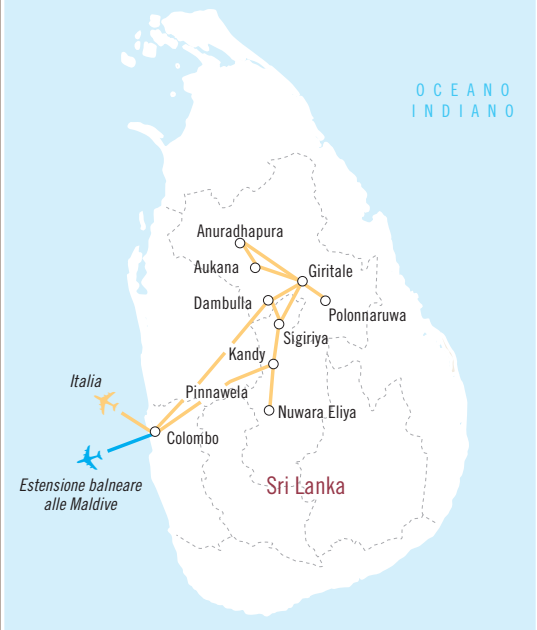 OCEANO
INDIANO
Anuradhapura
Aukana
Giritale
Dambulla
Polonnaruwa
Sigiriya
Kandy
Italia
Pinnawela
Nuwara Eliya
Colombo
Estensione balneare
alle Maldive
Sri Lanka